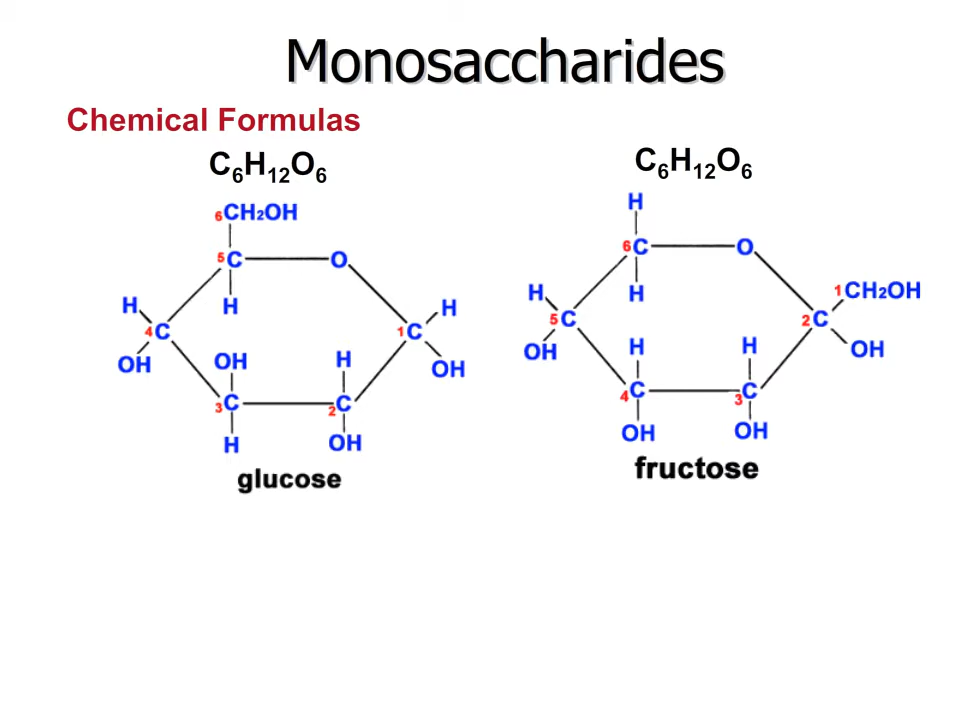 Monosaccharides
Chemical Formulas
C₆H₁₂O₆
6CH₂OH
5C O
H
H
4C
OH
OH
H
1C
H
OH
3C
2C
H
OH
glucose
C₆H₁₂O₆
H
6C O
H
H
5C
OH
1CH₂OH
2C
OH
H
H
4C
3C
OH
OH
fructose